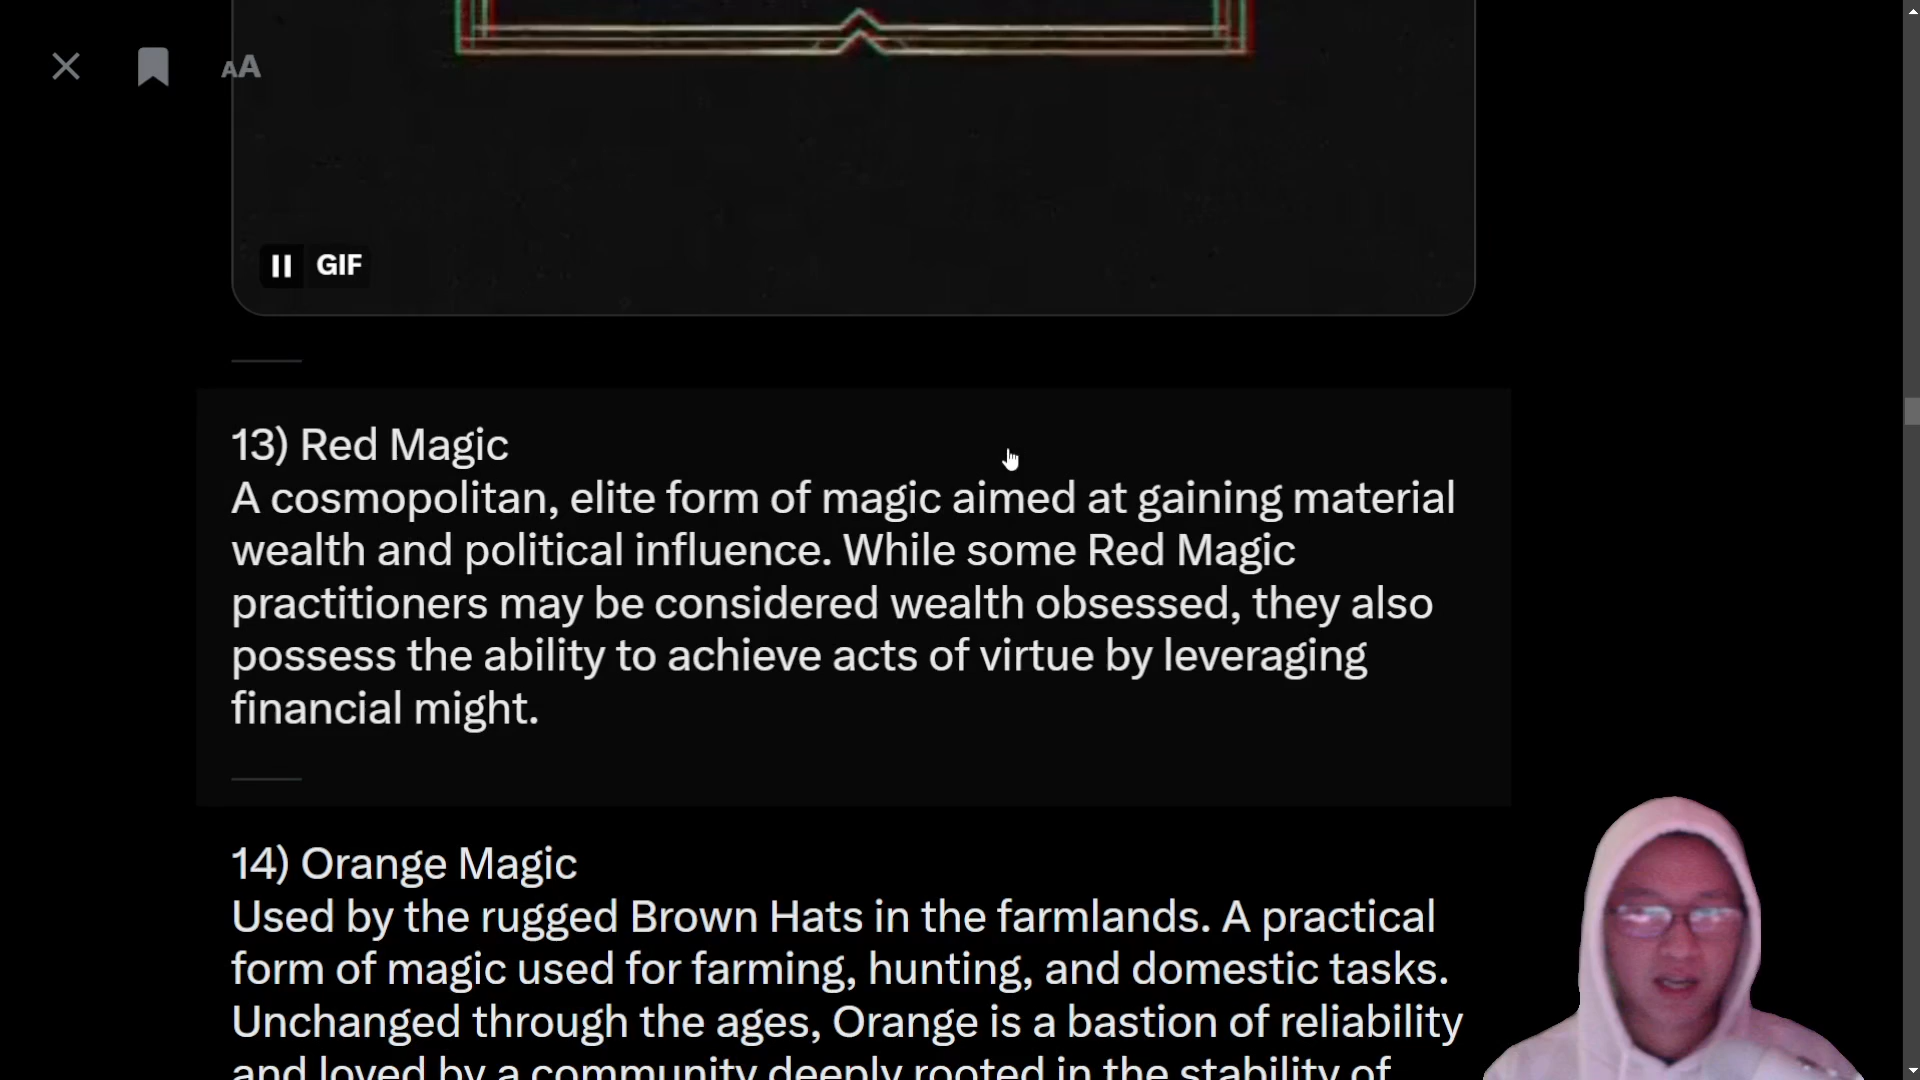 AA
GIF
13) Red Magic
A cosmopolitan, elite form of magic aimed at gaining material
wealth and political influence. While some Red Magic
practitioners may be considered wealth obsessed, they also
possess the ability to achieve acts of virtue by leveraging
financial might.
14) Orange Magic
Used by the rugged Brown Hats in the farmlands. A practical
form of magic used for farming, hunting, and domestic tasks.
Unchanged through the ages, Orange is a bastion of reliability
and loved by a community deeply rooted in the stability of